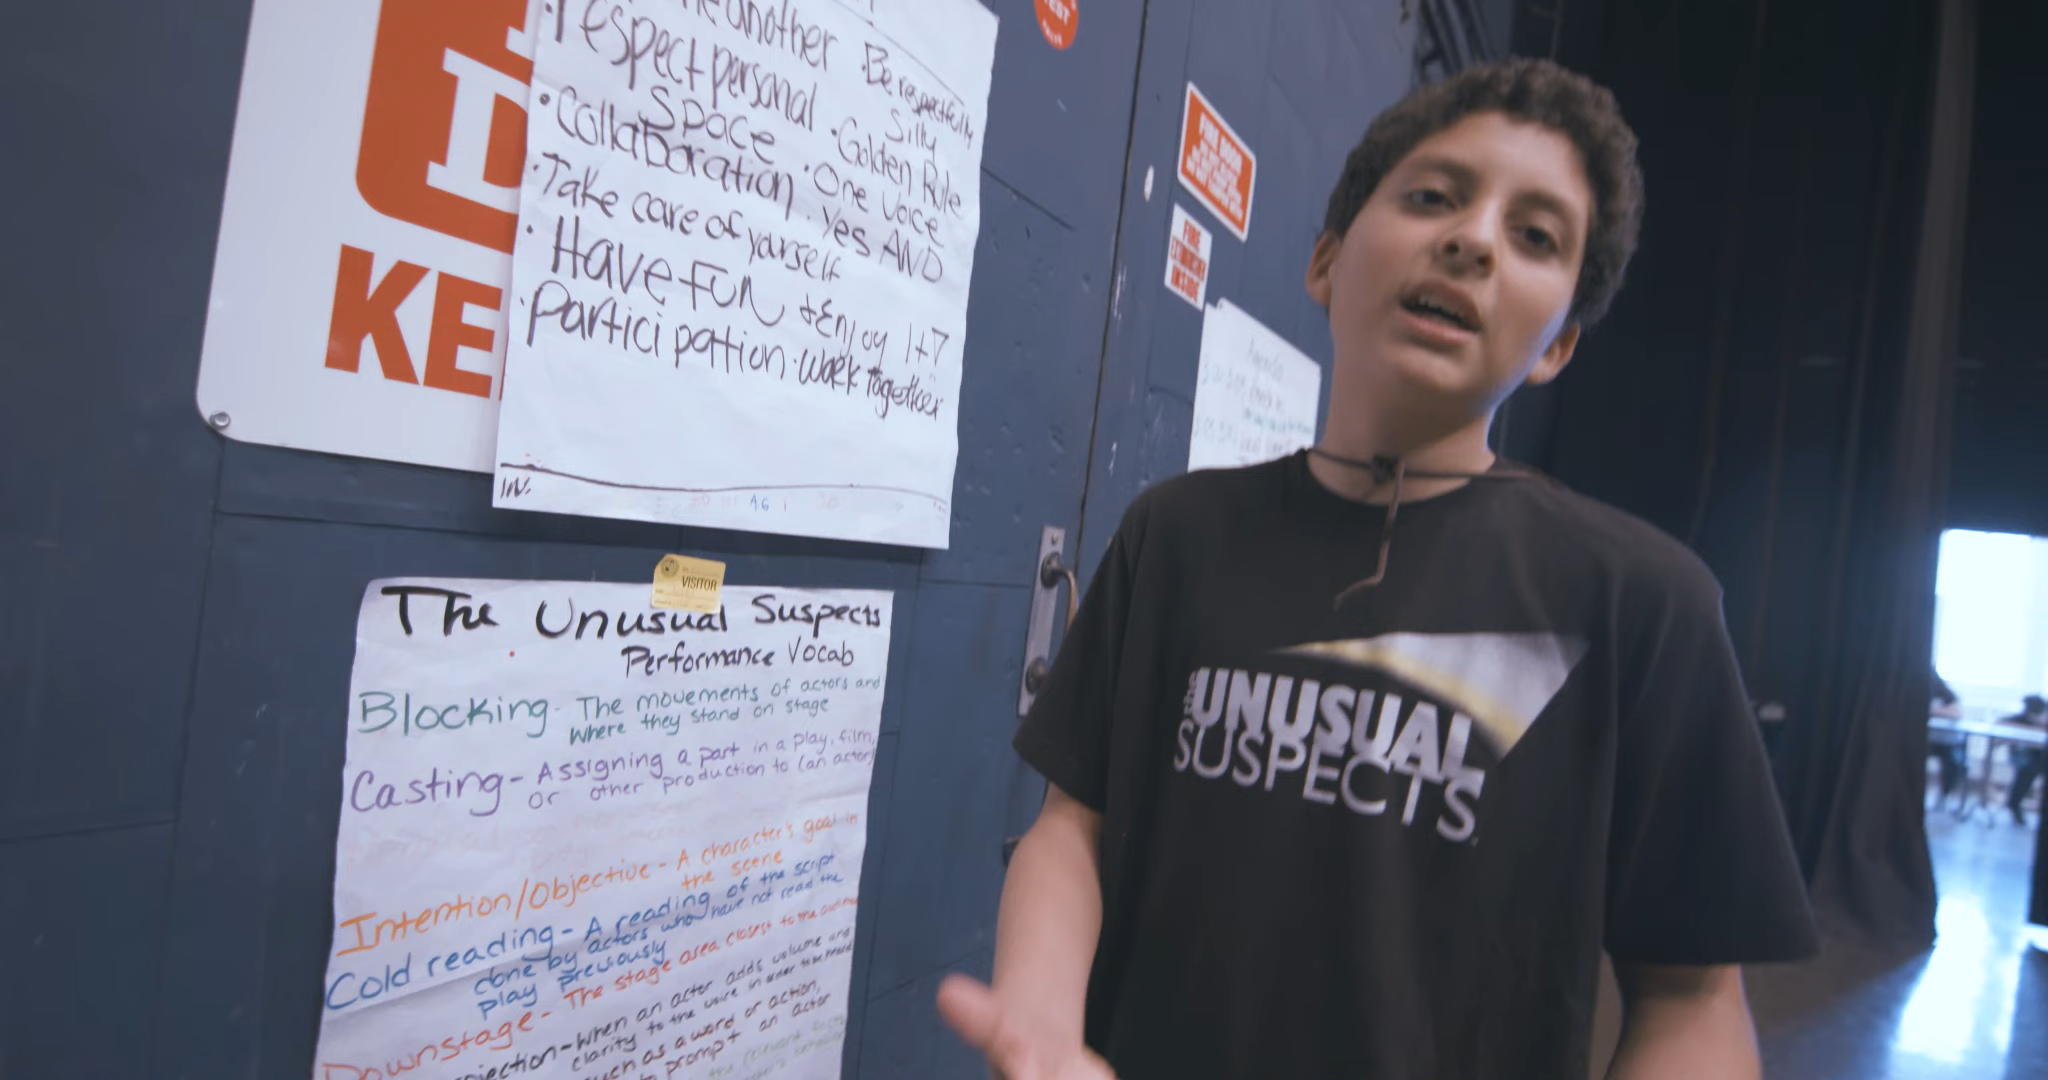 another
• respect personal
space
• Collaboration
• Take care of yourself
• Have Fun & Enjoy It
• Participation
• Be respectfully
Silly
• Golden Rule
• One Voice
• Yes AND
• Work Together
KE
VISITOR
The Unusual Suspects
Performance Vocab
Blocking - The movements of actors and
where they stand on stage
Casting - Assigning a part in a play, film,
or other production to (an actor)
Intention/Objective - A character's goal in
the scene
Cold reading - A reading of the script
done by actors who have not read the
play previously
Downstage - The stage area closest to the
jection - When an actor adds volume and
clarity to the voice in order to be
such as a word or action,
to prompt an actor
FIRE DOOR
FIRE
EXTINGUISHER
INSIDE
Agenda
the UNUSUAL
SUSPECTS